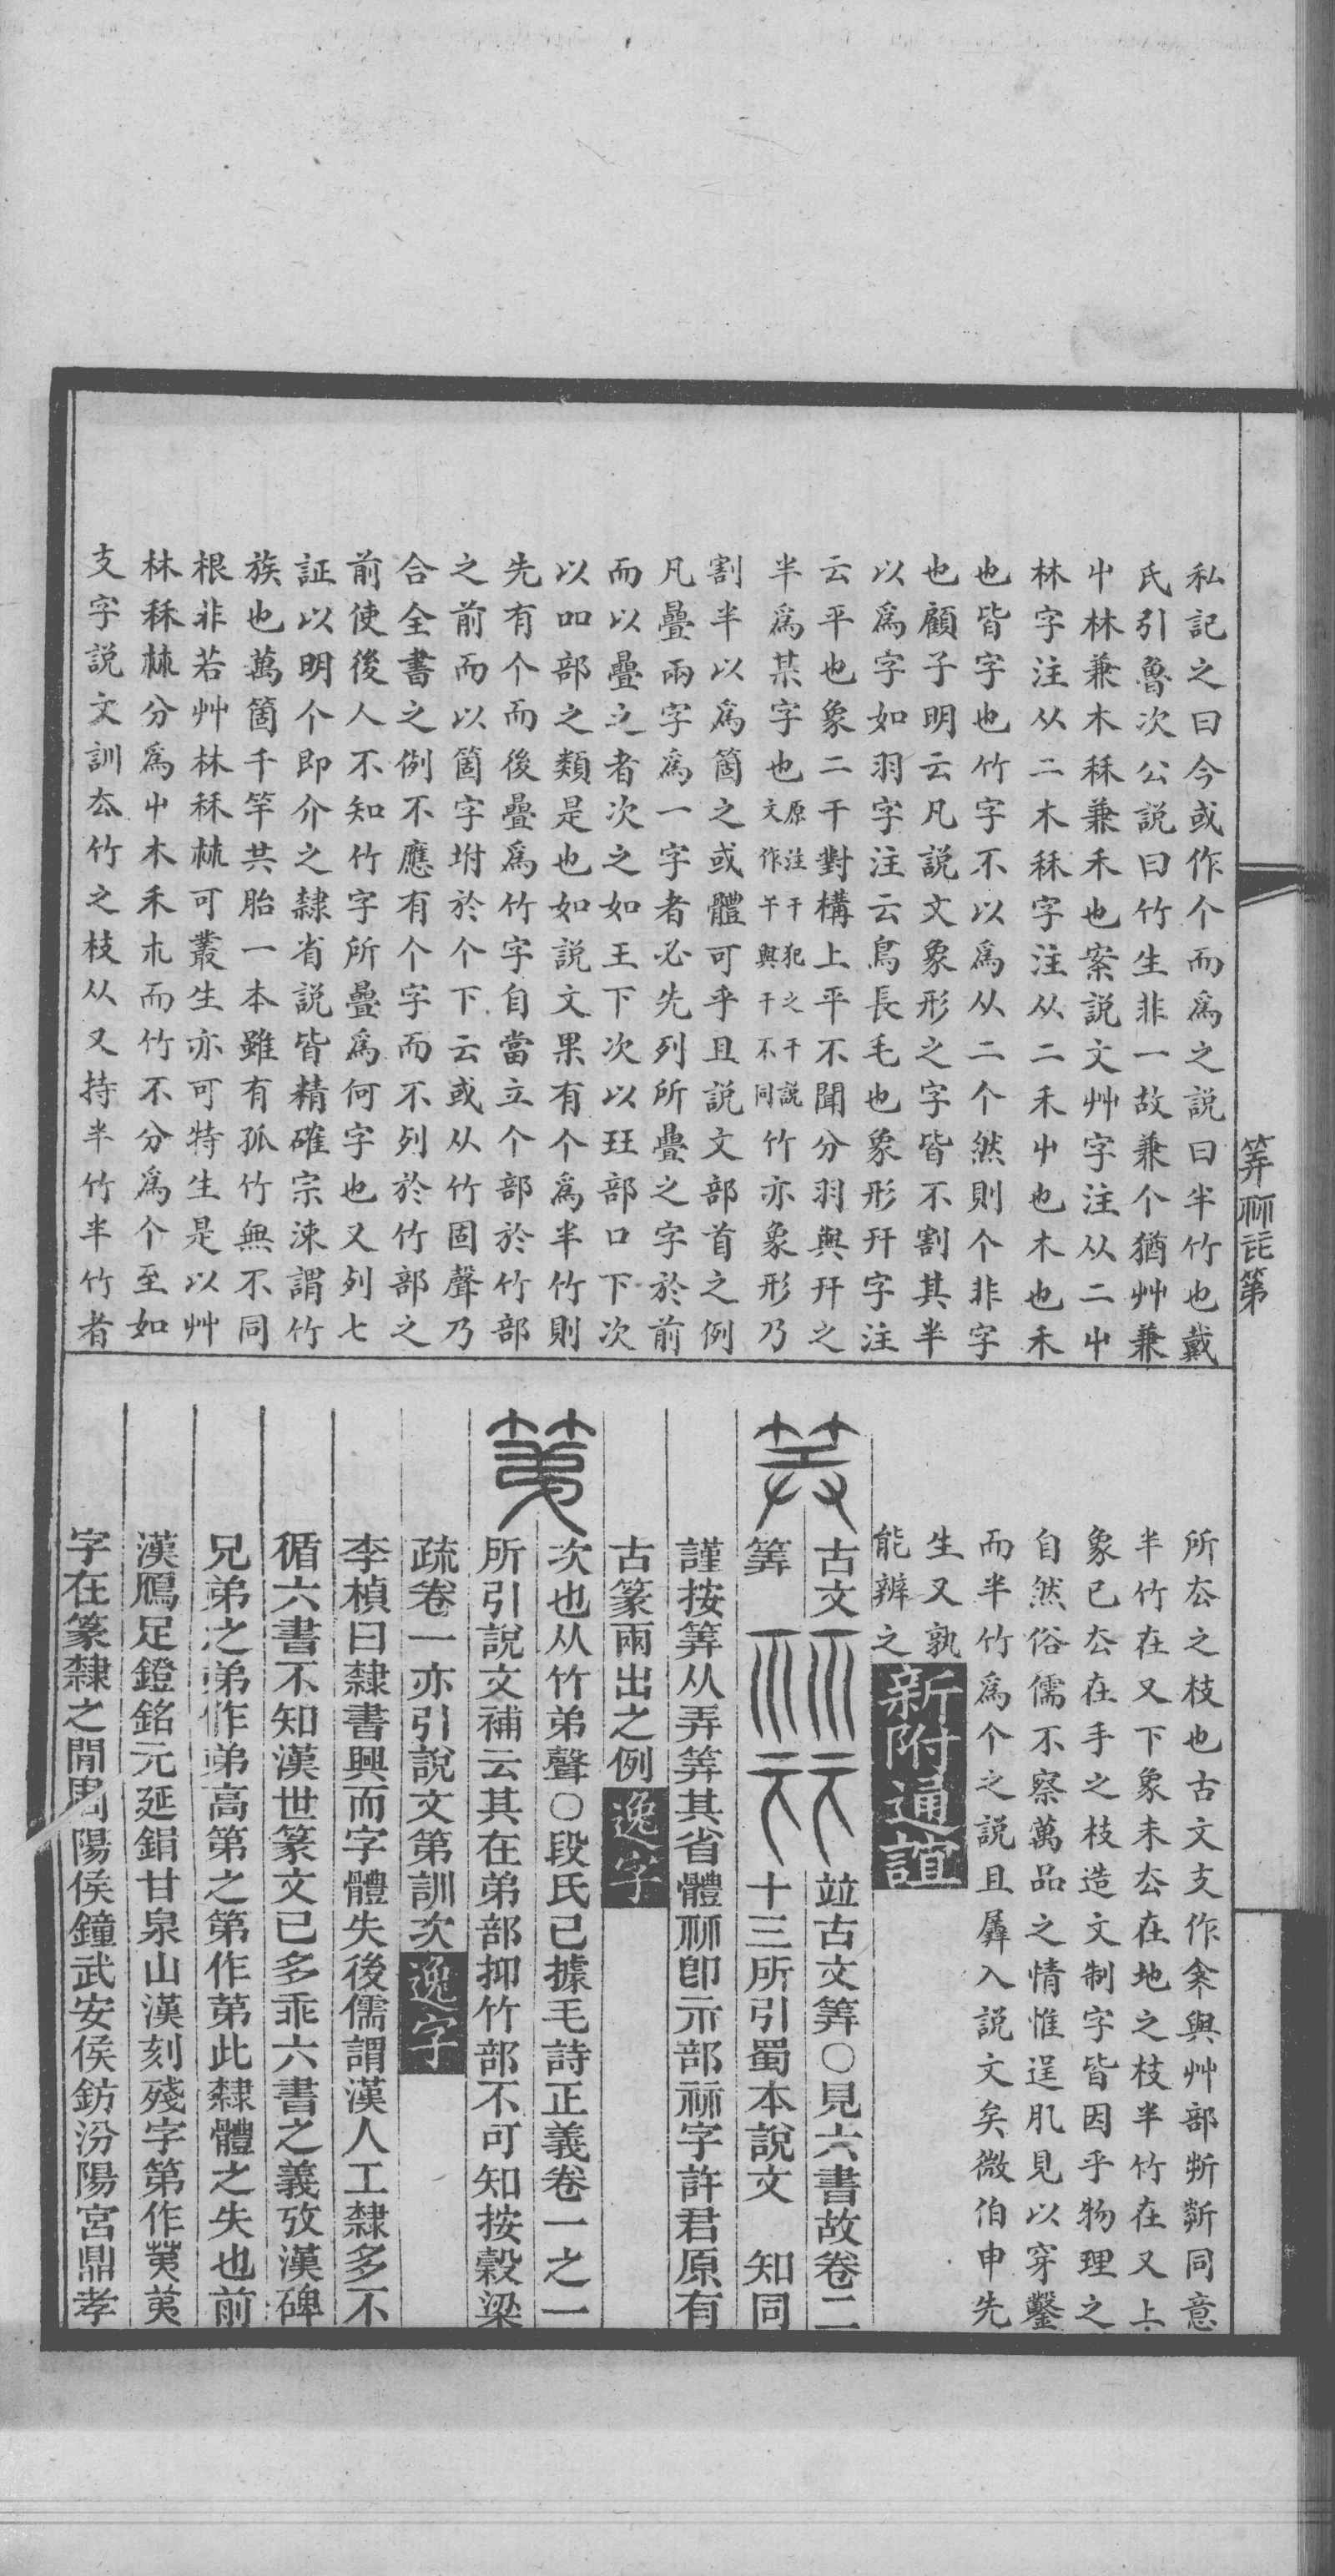 私記之曰今或作个而爲之説曰半竹也戴
氏引魯次公説曰竹生非一故兼个猶艸兼
屮林兼木秝兼禾也案説文艸字注从二屮
林字注从二木秝字注从二禾屮也木也禾
也皆字也竹字不以爲从二个然則个非字
也顧子明云凡説文象形之字皆不割其半
以爲字如羽字注云鳥長毛也象形幵字注
云平也象二干對構上平不聞分羽與幵之
半爲某字也原注干犯之干説文作干與干不同竹亦象形乃
割半以爲箇之或體可乎且説文部首之例
凡疊兩字爲一字者必先列所疊之字於前
而以疊之者次之如王下次以玨部口下次
以吅部之類是也如説文果有个爲半竹則
先有个而後疊爲竹字自當立个部於竹部
之前而以箇字坿於个下云或从竹固聲乃
合全書之例不應有个字而不列於竹部之
前使後人不知竹字所疊爲何字也又列七
証以明个即介之隸省説皆精確宗涑謂竹
族也萬箇千竿共胎一本雖有孤竹無不同
根非若艸林秝𣏟可叢生亦可特生是以艸
林秝𣏟分爲屮木禾𣎳而竹不分爲个至如
支字説文訓厺竹之枝从又持半竹半竹者
所厺之枝也古文支作𠦙與艸部𣂚斳同意
半竹在又下象未厺在地之枝半竹在又上
象已厺在手之枝造文制字皆因乎物理之
自然俗儒不察萬品之情惟逞肊見以穿鑿
而半竹爲个之説且羼入説文矣微伯申先
生又孰能辨之
新附通誼
古文
竝古文筭〇見六書故卷二
筭
十三所引蜀本說文　知同
謹按筭从弄筭其省體祘卽示部祘字許君原有
古篆兩出之例
逸字
次也从竹弟聲〇段氏已據毛詩正義卷一之一
所引說文補云其在弟部抑竹部不可知按穀梁
疏卷一亦引說文第訓次
逸字
李楨曰隸書興而字體失後儒謂漢人工隸多不
循六書不知漢世篆文已多乖六書之義攷漢碑
兄弟之弟作弟高第之第作苐此隸體之失也前
漢鴈足鐙銘元延鋗甘泉山漢刻殘字第作
字在篆隸之閒陽侯鐘武安侯鈁汾陽宮鼎孝
筭祘第